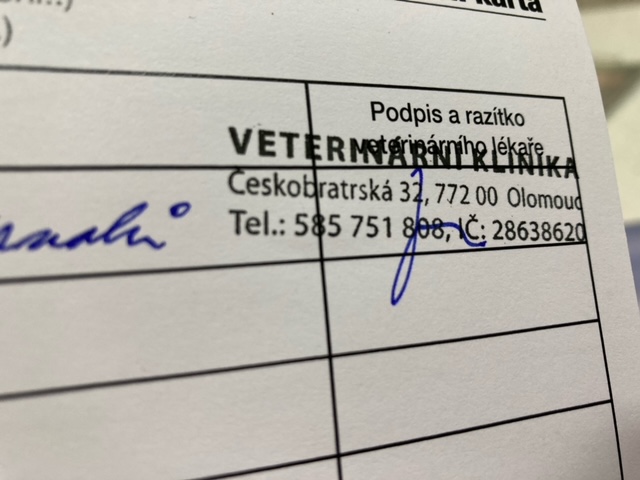 Karta
Podpis a razítko
veterinárního lékaře
VETERINÁRNÍ KLINIKA
Českobratrská 32, 772 00 Olomouc
Tel.: 585 751 808, IČ: 28638620